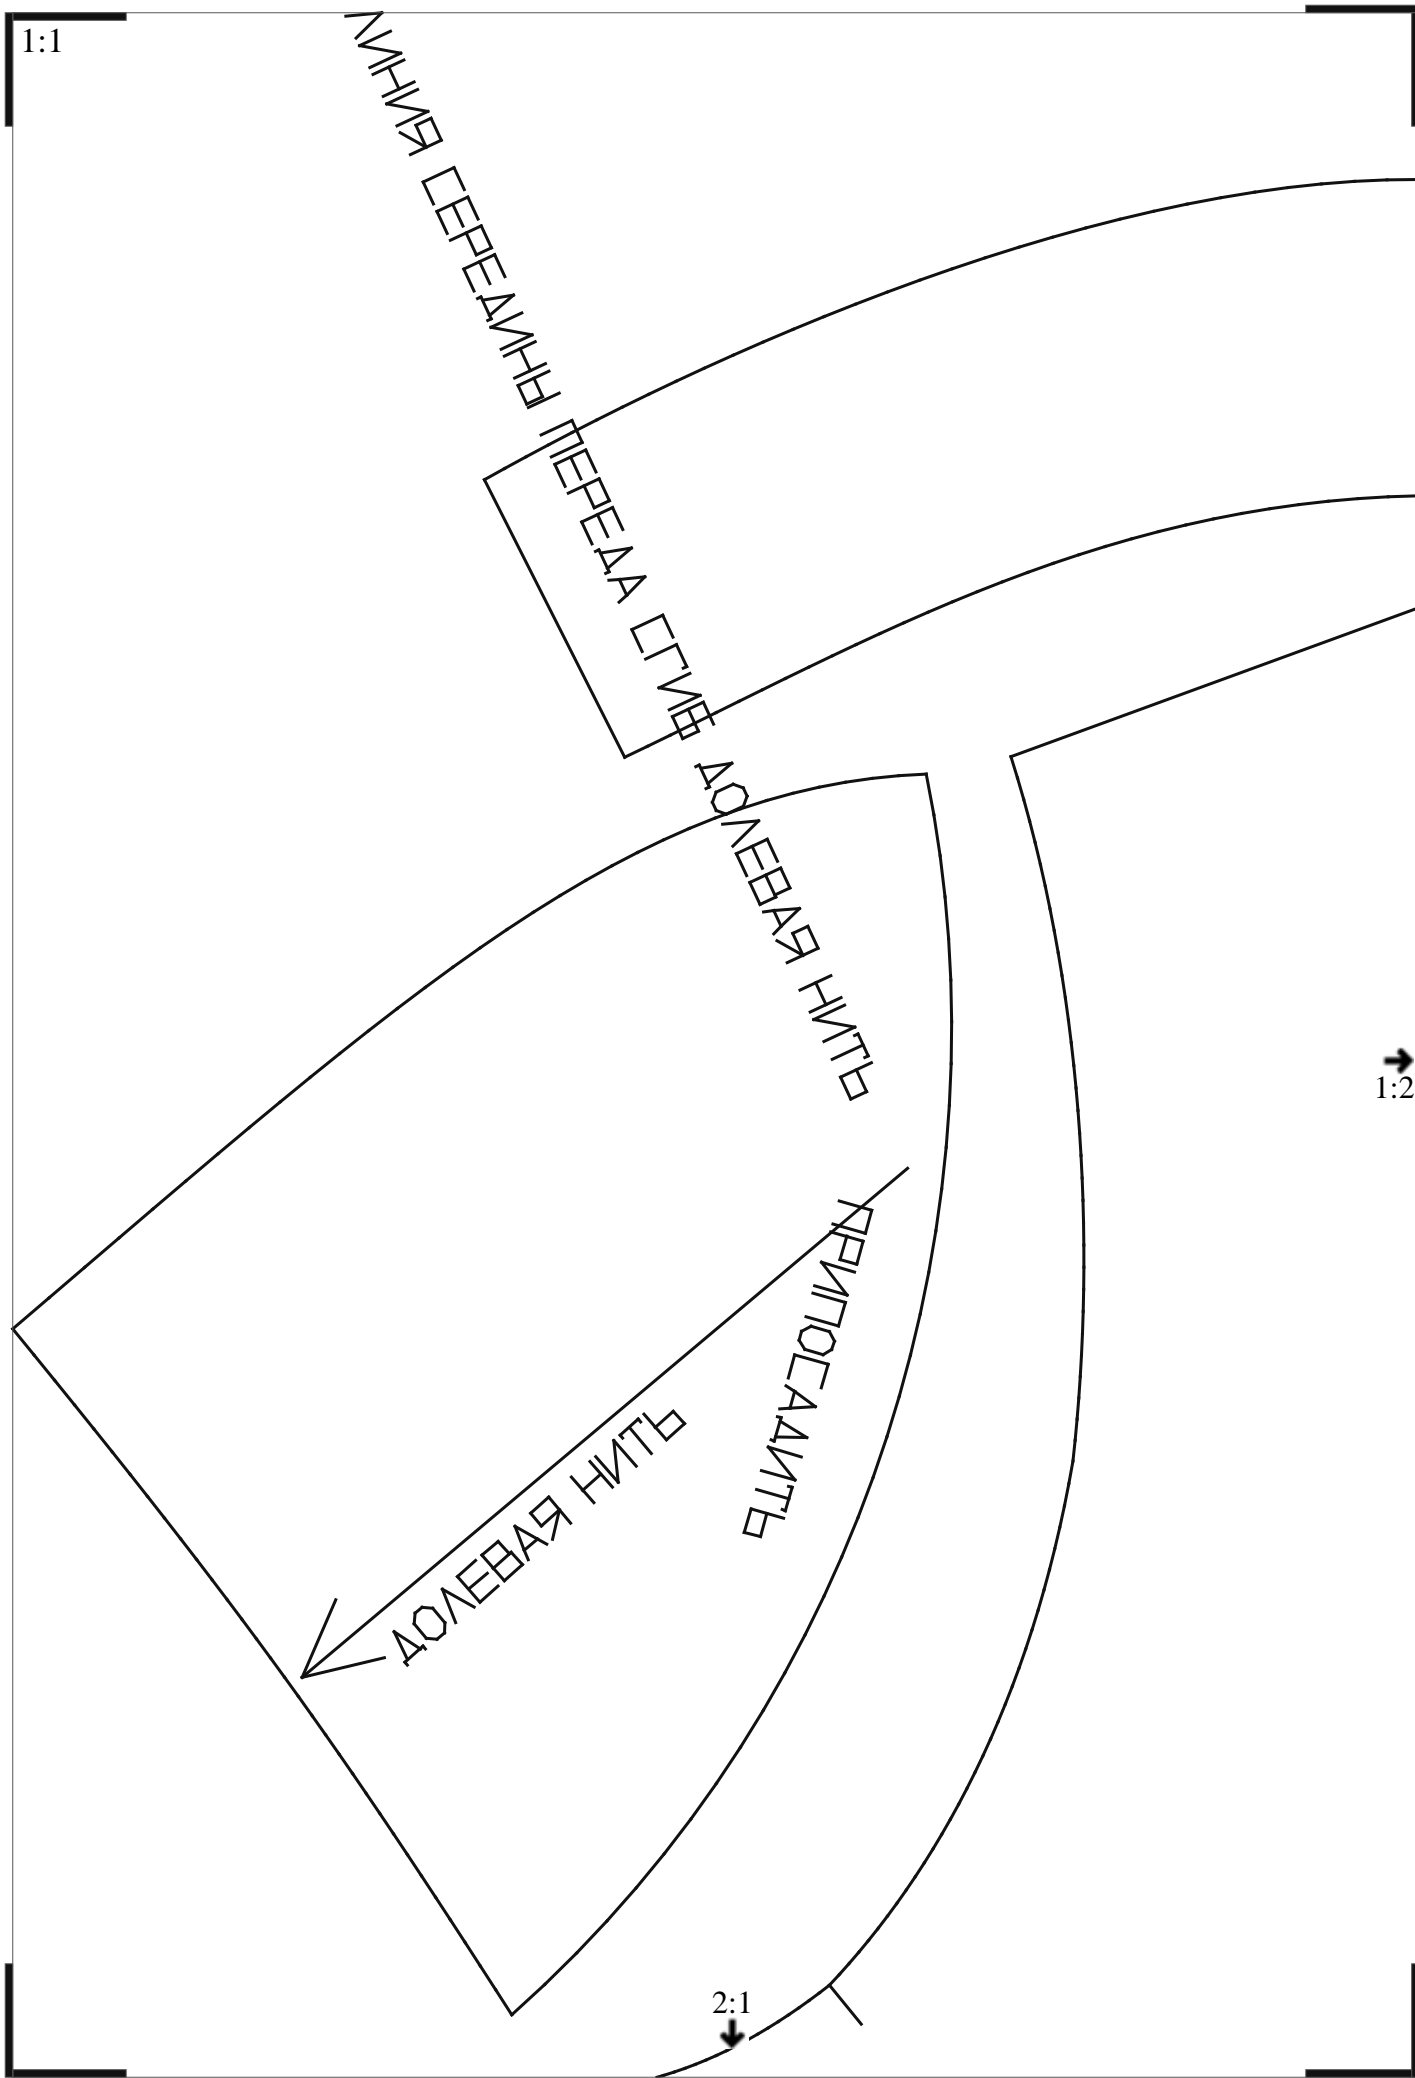 1:1
ЛИНИЯ СЕРЕДИНЫ ПЕРЕДА СГИБ ДОЛЕВАЯ НИТЬ
1:2
ПРИПОСАДИТЬ
ДОЛЕВАЯ НИТЬ
2:1